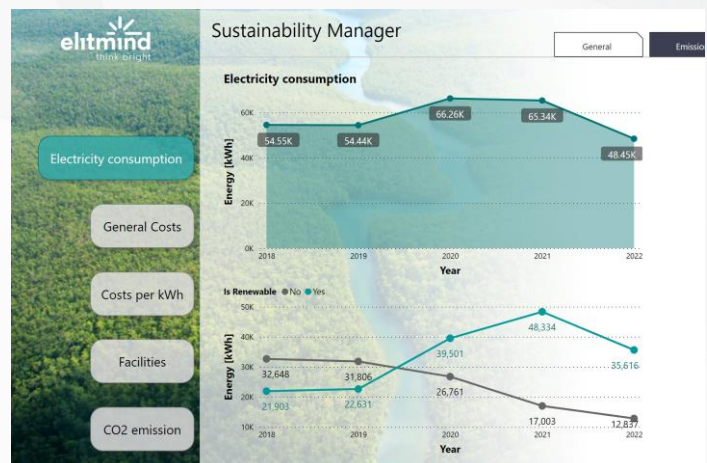 elitmind
think bright
Sustainability Manager
General
Emissio
Electricity consumption
General Costs
Costs per kWh
Facilities
CO2 emission
Electricity consumption
Energy [kWh]
60K
40K
20K
0K
54.55K
54.44K
66.26K
65.34K
48.45K
2018
2019
2020
2021
2022
Year
Is Renewable No Yes
Energy [kWh]
50K
40K
30K
20K
10K
32,648
31,806
26,761
17,003
12,837
21,903
22,631
39,501
48,334
35,616
2018
2019
2020
2021
2022
Year